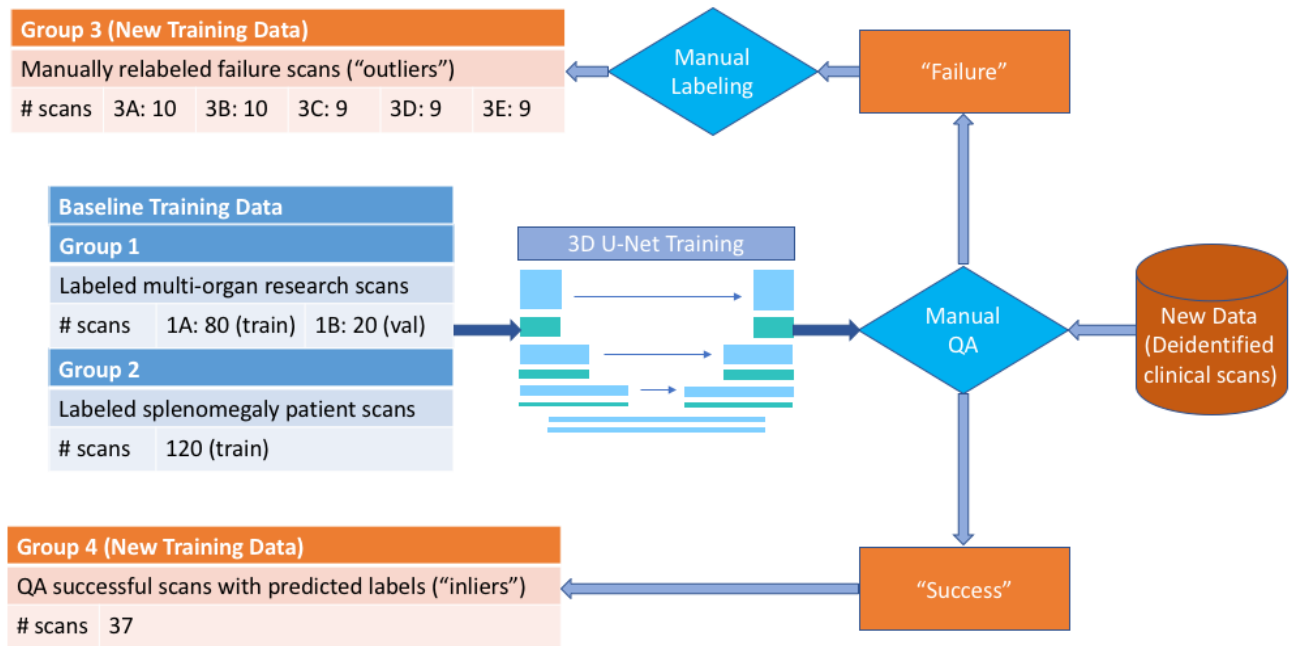 Group 3 (New Training Data)
Manually relabeled failure scans (“outliers”)
# scans 3A: 10 3B: 10 3C: 9 3D: 9 3E: 9
Manual
Labeling
“Failure”
Baseline Training Data
Group 1
Labeled multi-organ research scans
# scans 1A: 80 (train) 1B: 20 (val)
Group 2
Labeled splenomegaly patient scans
# scans 120 (train)
3D U-Net Training
Manual
QA
New Data
(Deidentified
clinical scans)
Group 4 (New Training Data)
QA successful scans with predicted labels (“inliers”)
# scans 37
“Success”